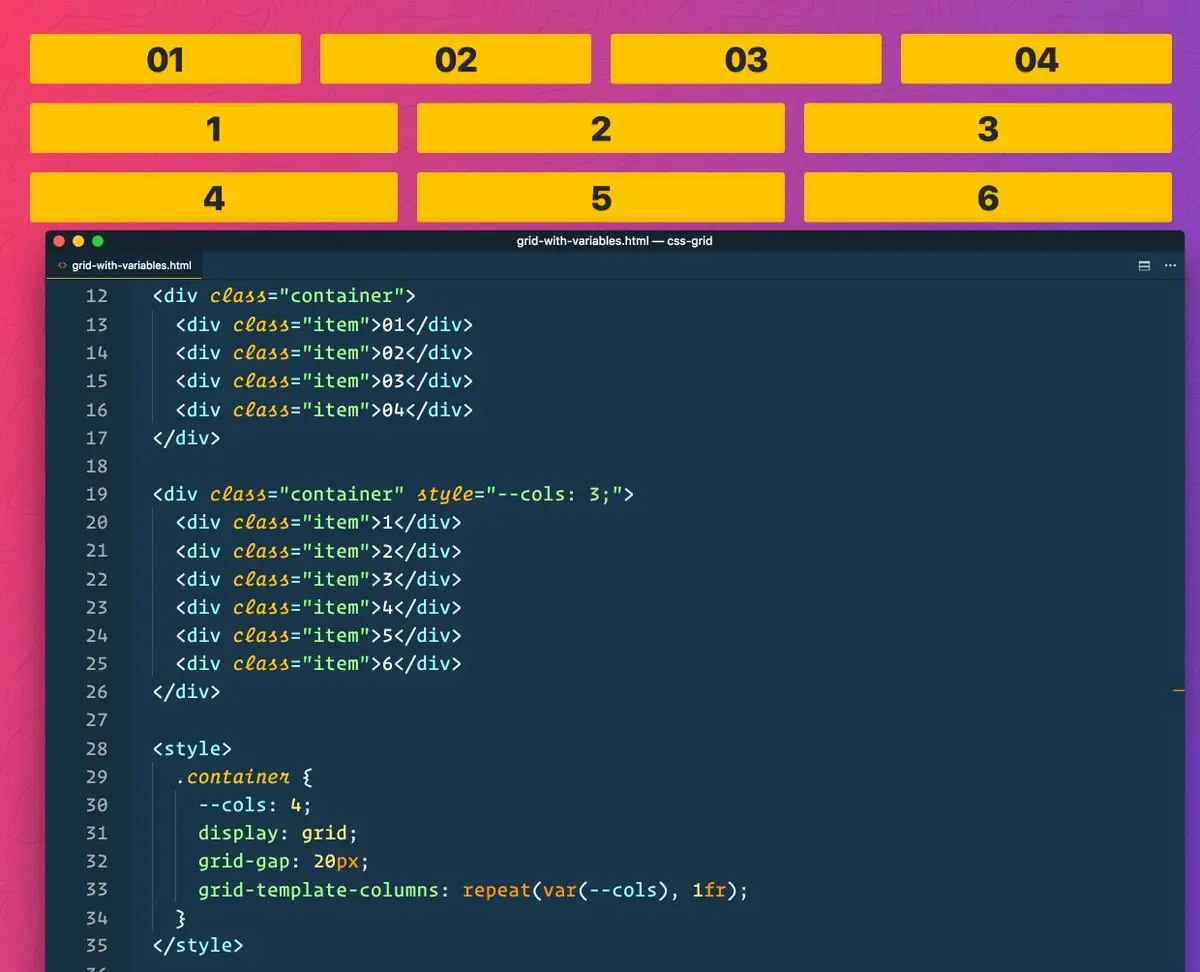 01 02 03 04
1 2 3
4 5 6
grid-with-variables.html — css-grid
<> grid-with-variables.html ...
12 <div class="container">
13 <div class="item">01</div>
14 <div class="item">02</div>
15 <div class="item">03</div>
16 <div class="item">04</div>
17 </div>
18
19 <div class="container" style="--cols: 3;">
20 <div class="item">1</div>
21 <div class="item">2</div>
22 <div class="item">3</div>
23 <div class="item">4</div>
24 <div class="item">5</div>
25 <div class="item">6</div>
26 </div>
27
28 <style>
29 .container {
30 --cols: 4;
31 display: grid;
32 grid-gap: 20px;
33 grid-template-columns: repeat(var(--cols), 1fr);
34 }
35 </style>